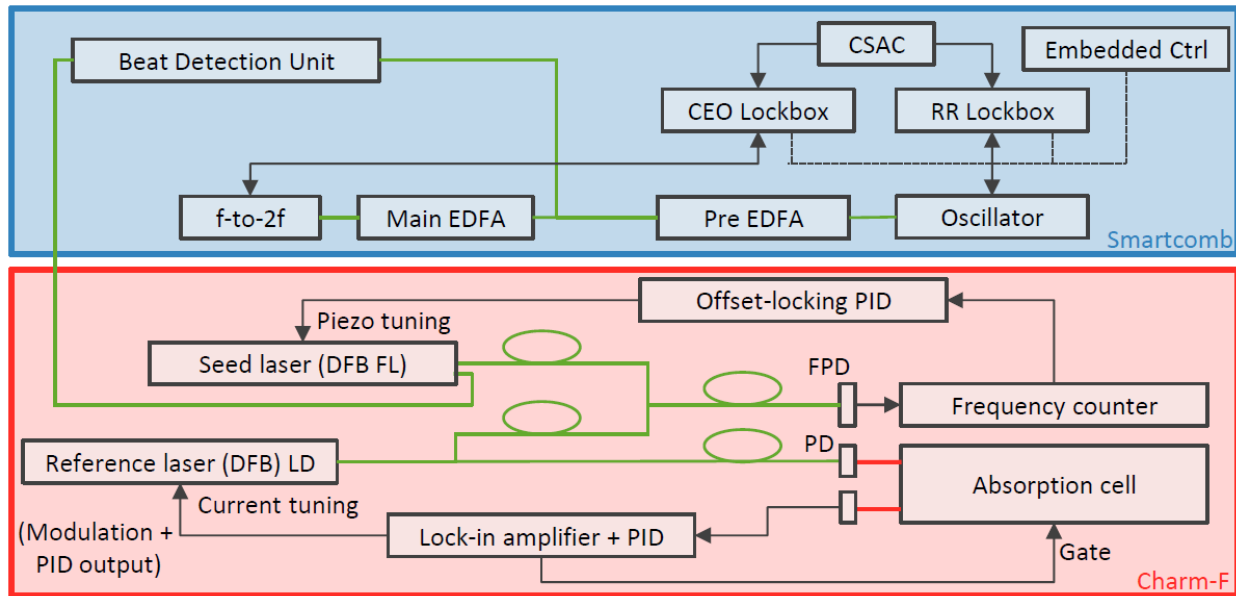 Beat Detection Unit
CSAC
Embedded Ctrl
CEO Lockbox
RR Lockbox
f-to-2f
Main EDFA
Pre EDFA
Oscillator
Smartcomb
Offset-locking PID
Piezo tuning
Seed laser (DFB FL)
FPD
Frequency counter
PD
Reference laser (DFB) LD
Absorption cell
Current tuning
(Modulation +
PID output)
Lock-in amplifier + PID
Gate
Charm-F